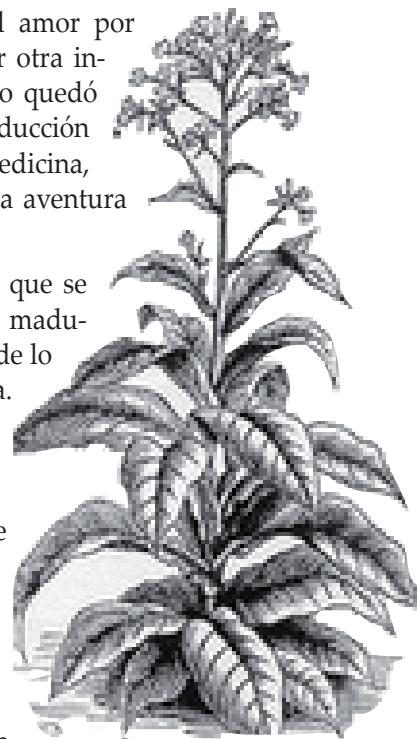 l amor por
r otra in-
o quedó
ducción
edicina,
a aventura
que se
madu-
de lo
a.
e